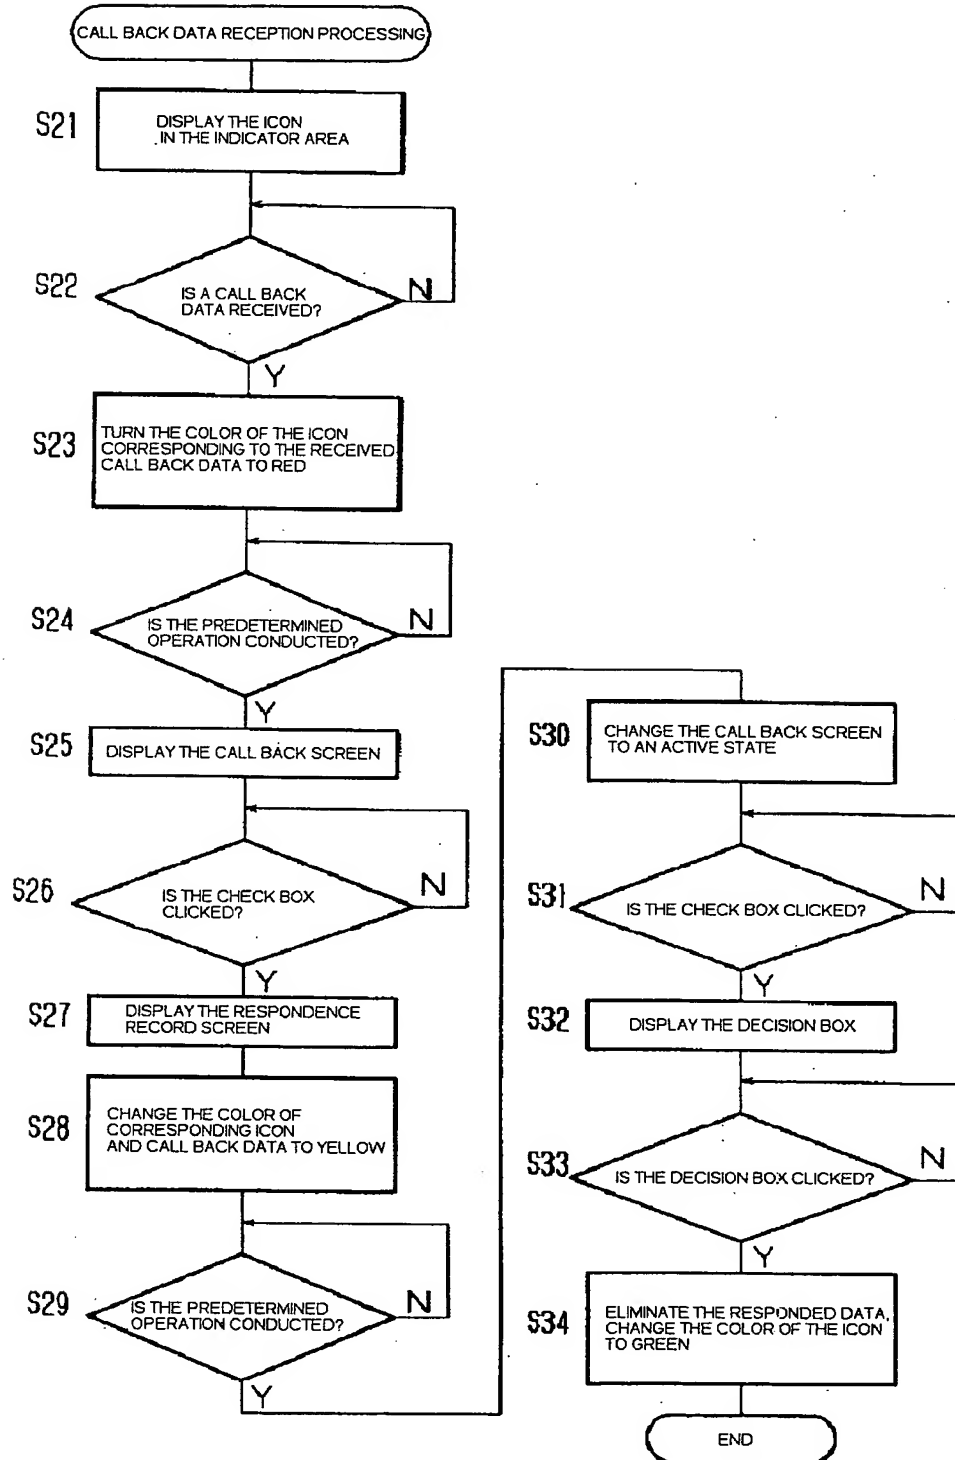 CALL BACK DATA RECEPTION PROCESSING
S21
DISPLAY THE ICON
IN THE INDICATOR AREA
S22
IS A CALL BACK
DATA RECEIVED?
N
Y
S23
TURN THE COLOR OF THE ICON
CORRESPONDING TO THE RECEIVED
CALL BACK DATA TO RED
S24
IS THE PREDETERMINED
OPERATION CONDUCTED?
N
Y
S25
DISPLAY THE CALL BACK SCREEN
S26
IS THE CHECK BOX
CLICKED?
N
Y
S27
DISPLAY THE RESPONDENCE
RECORD SCREEN
S28
CHANGE THE COLOR OF
CORRESPONDING ICON
AND CALL BACK DATA TO YELLOW
S29
IS THE PREDETERMINED
OPERATION CONDUCTED?
N
Y
S30
CHANGE THE CALL BACK SCREEN
TO AN ACTIVE STATE
S31
IS THE CHECK BOX CLICKED?
N
Y
S32
DISPLAY THE DECISION BOX
S33
IS THE DECISION BOX CLICKED?
N
Y
S34
ELIMINATE THE RESPONDED DATA,
CHANGE THE COLOR OF THE ICON
TO GREEN
END